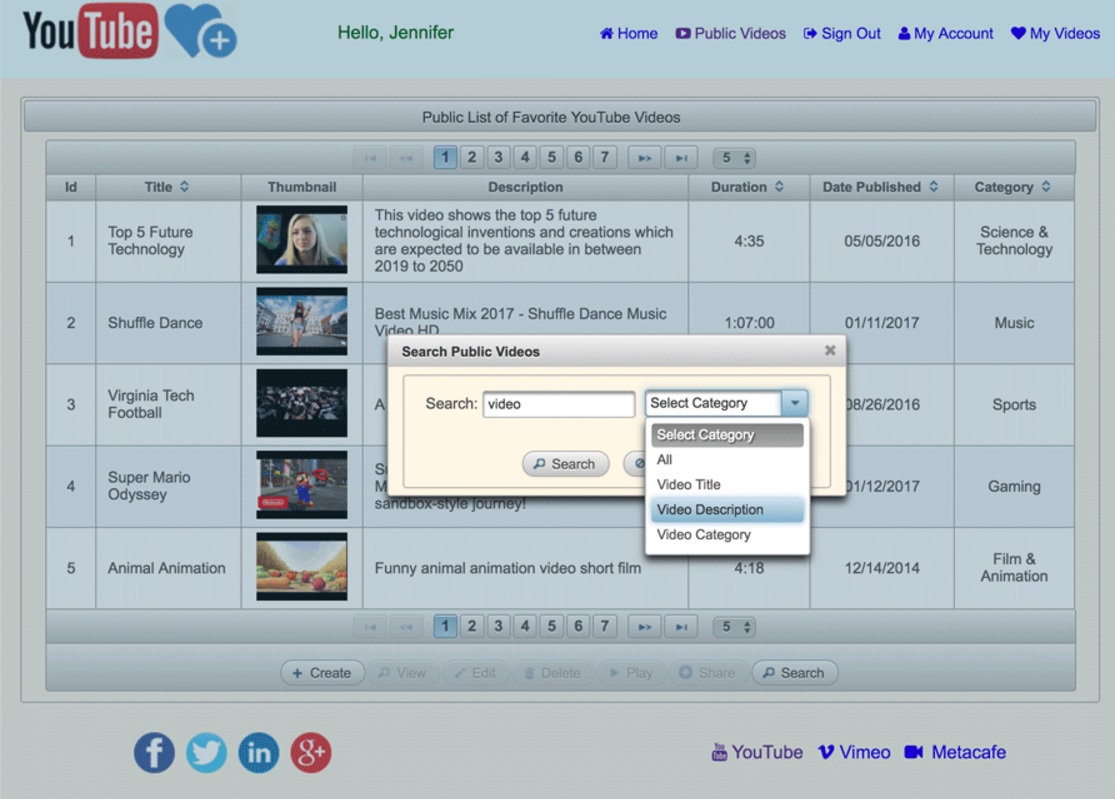 YouTube
Hello, Jennifer
Home Public Videos Sign Out My Account My Videos
Public List of Favorite YouTube Videos
1 2 3 4 5 6 7 5
Id Title Thumbnail Description Duration Date Published Category
1
Top 5 Future
Technology
This video shows the top 5 future
technological inventions and creations which
are expected to be available in between
2019 to 2050
4:35
05/05/2016
Science &
Technology
2
Shuffle Dance
Best Music Mix 2017 - Shuffle Dance Music
Video HD
1:07:00
01/11/2017
Music
Search Public Videos
Search: video Select Category
Select Category
All
Video Title
Video Description
Video Category
Search
3
Virginia Tech
Football
A
08/26/2016
Sports
4
Super Mario
Odyssey
sandbox-style journey!
01/12/2017
Gaming
5
Animal Animation
Funny animal animation video short film
4:18
12/14/2014
Film &
Animation
1 2 3 4 5 6 7 5
Create View Edit Delete Play Share Search
f in g+
YouTube Vimeo Metacafe